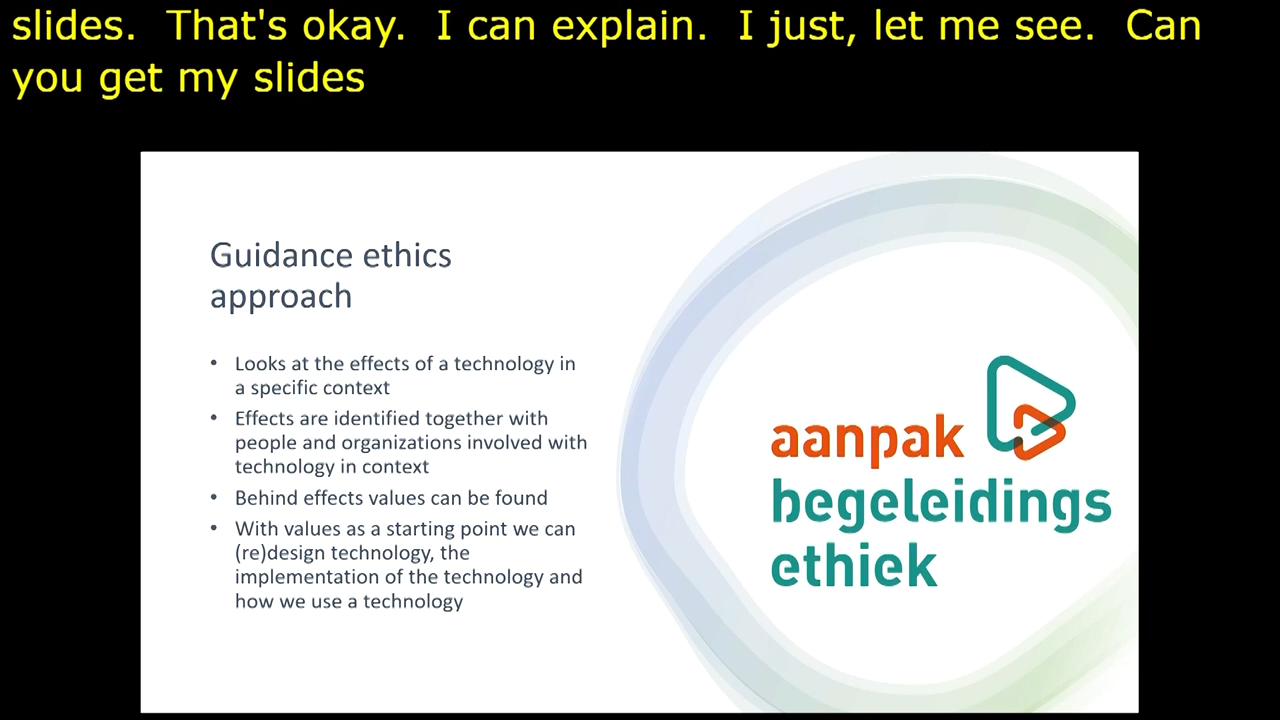 slides.  That's okay.  I can explain.  I just, let me see.  Can
you get my slides
Guidance ethics
approach
• Looks at the effects of a technology in
a specific context
• Effects are identified together with
people and organizations involved with
technology in context
• Behind effects values can be found
• With values as a starting point we can
(re)design technology, the
implementation of the technology and
how we use a technology
aanpak
begeleidings
ethiek